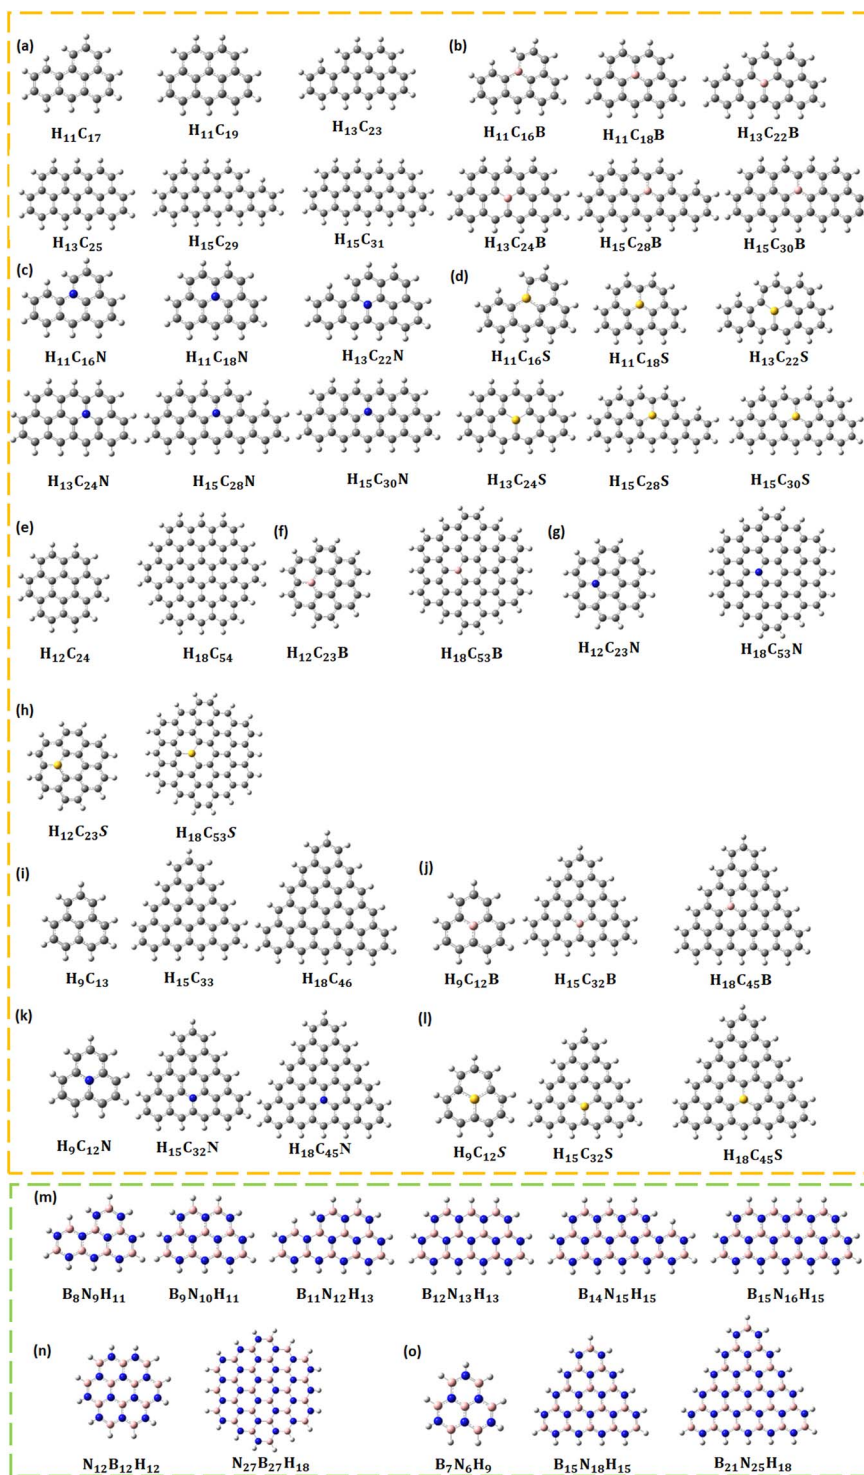 (a) (b)
H₁₁C₁₇ H₁₁C₁₉ H₁₃C₂₃ H₁₁C₁₆B H₁₁C₁₈B H₁₃C₂₂B
H₁₃C₂₅ H₁₅C₂₉ H₁₅C₃₁ H₁₃C₂₄B H₁₅C₂₈B H₁₅C₃₀B
(c) (d)
H₁₁C₁₆N H₁₁C₁₈N H₁₃C₂₂N H₁₁C₁₆S H₁₁C₁₈S H₁₃C₂₂S
H₁₃C₂₄N H₁₅C₂₈N H₁₅C₃₀N H₁₃C₂₄S H₁₅C₂₈S H₁₅C₃₀S
(e) (f) (g)
H₁₂C₂₄ H₁₈C₅₄ H₁₂C₂₃B H₁₈C₅₃B H₁₂C₂₃N H₁₈C₅₃N
(h)
H₁₂C₂₃S H₁₈C₅₃S
(i) (j)
H₉C₁₃ H₁₅C₃₃ H₁₈C₄₆ H₉C₁₂B H₁₅C₃₂B H₁₈C₄₅B
(k) (l)
H₉C₁₂N H₁₅C₃₂N H₁₈C₄₅N H₉C₁₂S H₁₅C₃₂S H₁₈C₄₅S
(m)
B₈N₉H₁₁ B₉N₁₀H₁₁ B₁₁N₁₂H₁₃ B₁₂N₁₃H₁₃ B₁₄N₁₅H₁₅ B₁₅N₁₆H₁₅
(n) (o)
N₁₂B₁₂H₁₂ N₂₇B₂₇H₁₈ B₇N₆H₉ B₁₅N₁₈H₁₅ B₂₁N₂₅H₁₈